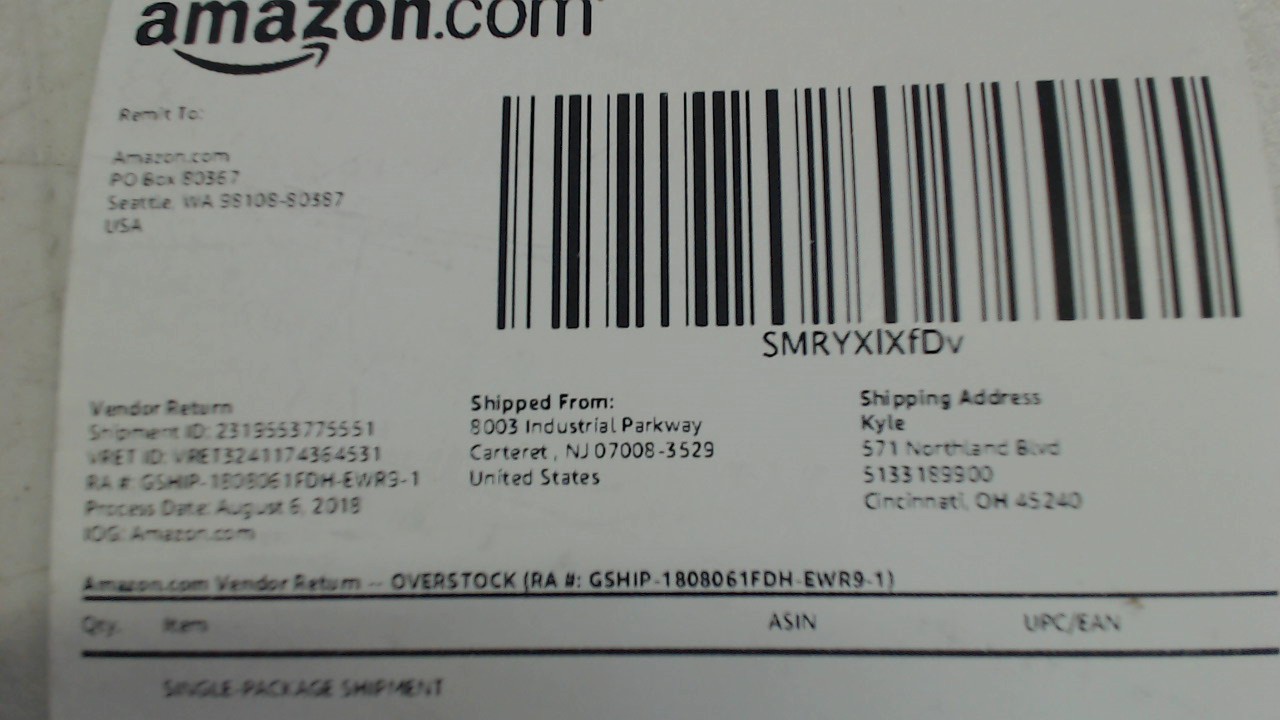 amazon.com
Remit To:
Amazon.com
PO Box 80387
Seattle, WA 98108-80387
USA
SMRYXlXfDv
Vendor Return
Shipment ID: 2319553775551
VRET ID: VRET3241174364531
RA #: GSHIP-1808061FDH-EWR9-1
Process Date: August 6, 2018
IOG: Amazon.com
Shipped From:
8003 Industrial Parkway
Carteret , NJ 07008-3529
United States
Shipping Address
Kyle
571 Northland Blvd
5133189900
Cincinnati, OH 45240
Amazon.com Vendor Return -- OVERSTOCK (RA #: GSHIP-1808061FDH-EWR9-1)
Qty. Item ASIN UPC/EAN
SINGLE-PACKAGE SHIPMENT